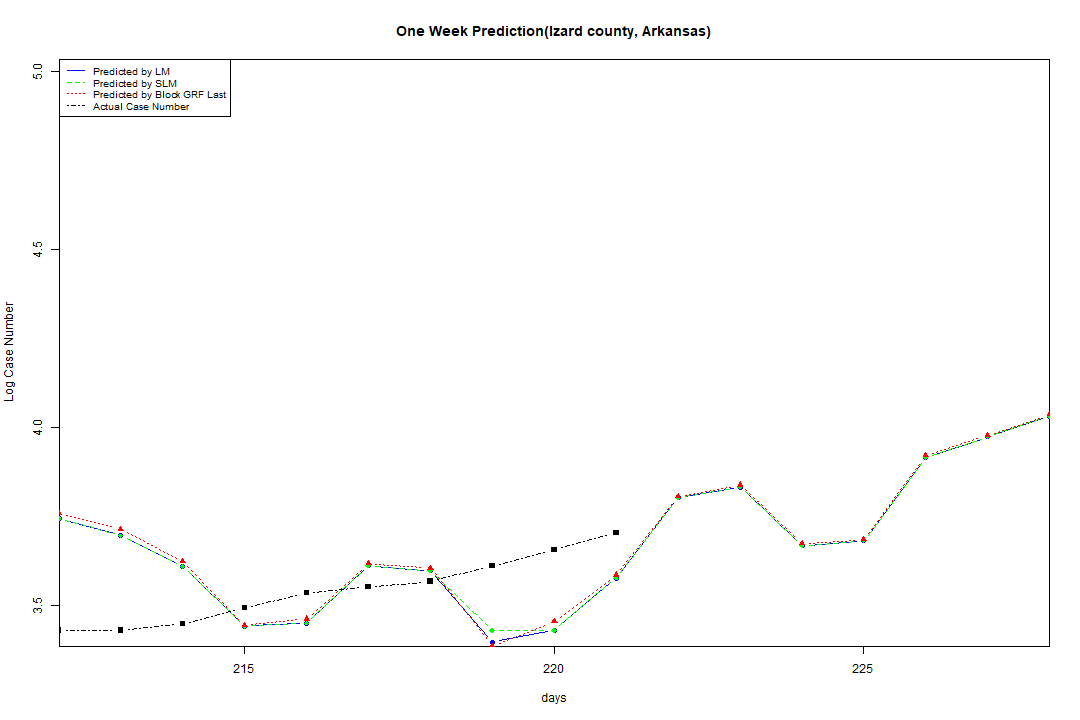 One Week Prediction(Izard county, Arkansas)
Predicted by LM
Predicted by SLM
Predicted by Block GRF Last
Actual Case Number
5.0
4.5
4.0
3.5
Log Case Number
215 220 225
days